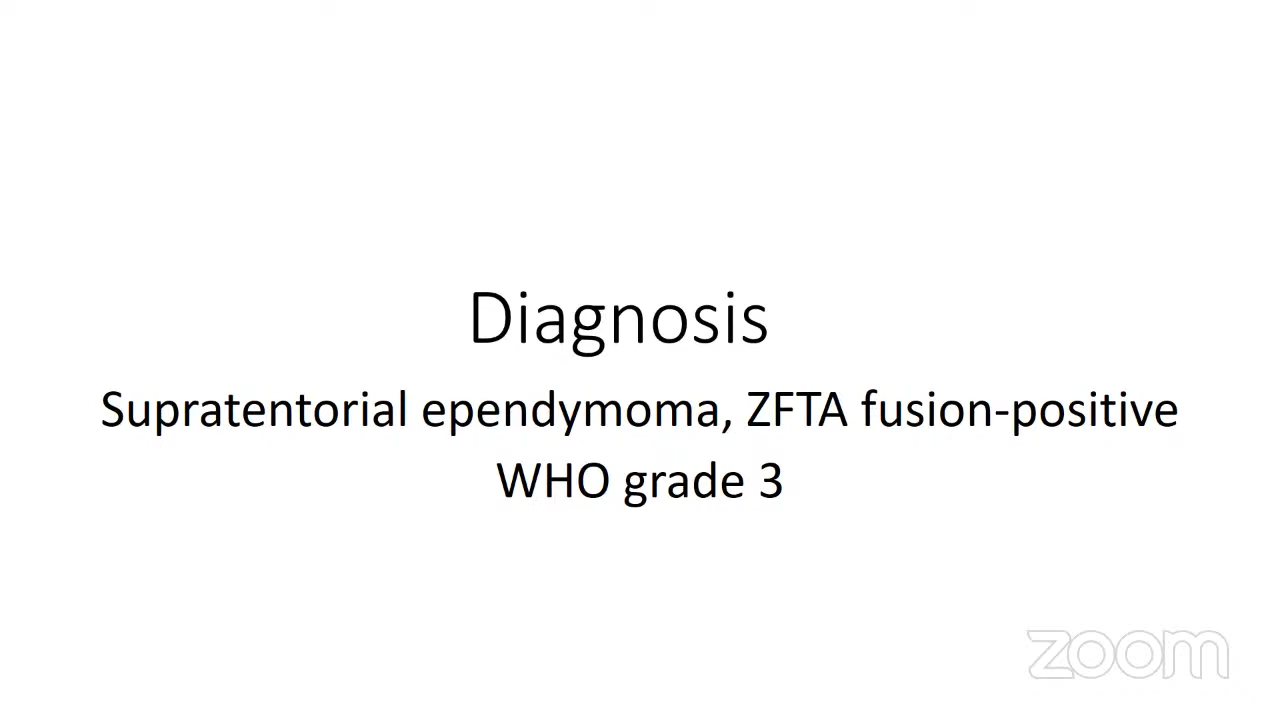 Diagnosis
Supratentorial ependymoma, ZFTA fusion-positive
WHO grade 3
zoom